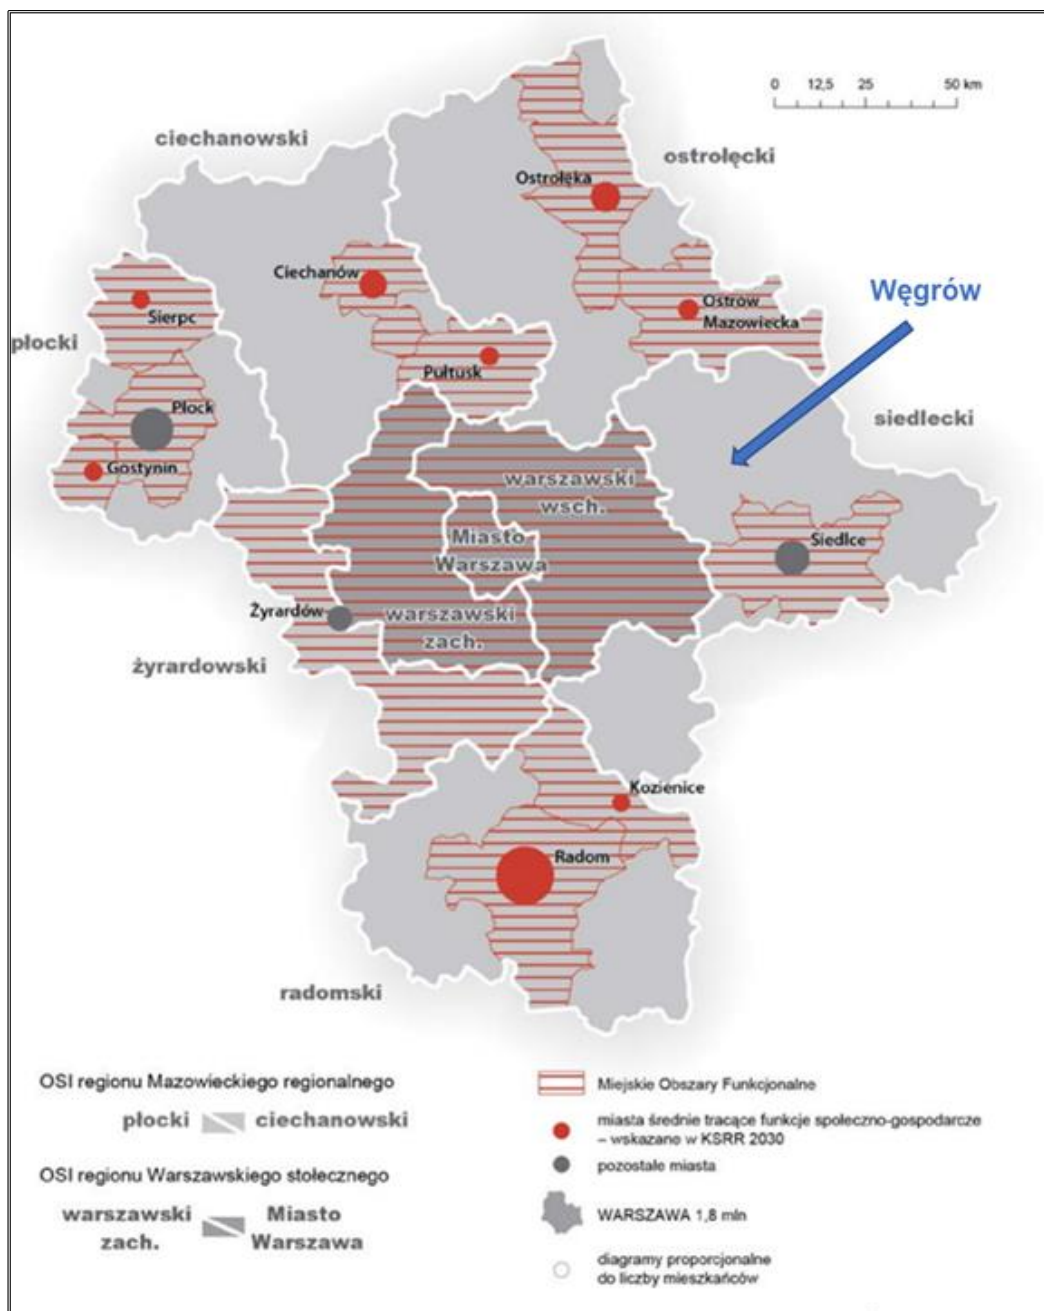 0 12,5 25 50 km
ciechanowski
ostrołęcki
Ostrołęka
Ciechanów
Węgrów
Sierpc
Ostrów
Mazowiecka
płocki
Pułtusk
Płock
siedlecki
Gostynin
warszawski
wsch.
Miasto
Warszawa
Siedlce
Żyrardów
warszawski
zach.
żyrardowski
Kozienice
Radom
radomski
OSI regionu Mazowieckiego regionalnego
płocki ciechanowski
OSI regionu Warszawskiego stołecznego
warszawski
zach.
Miasto
Warszawa
Miejskie Obszary Funkcjonalne
miasta średnie tracące funkcje społeczno-gospodarcze
– wskazane w KSRR 2030
pozostałe miasta
WARSZAWA 1,8 mln
diagramy proporcjonalne
do liczby mieszkańców